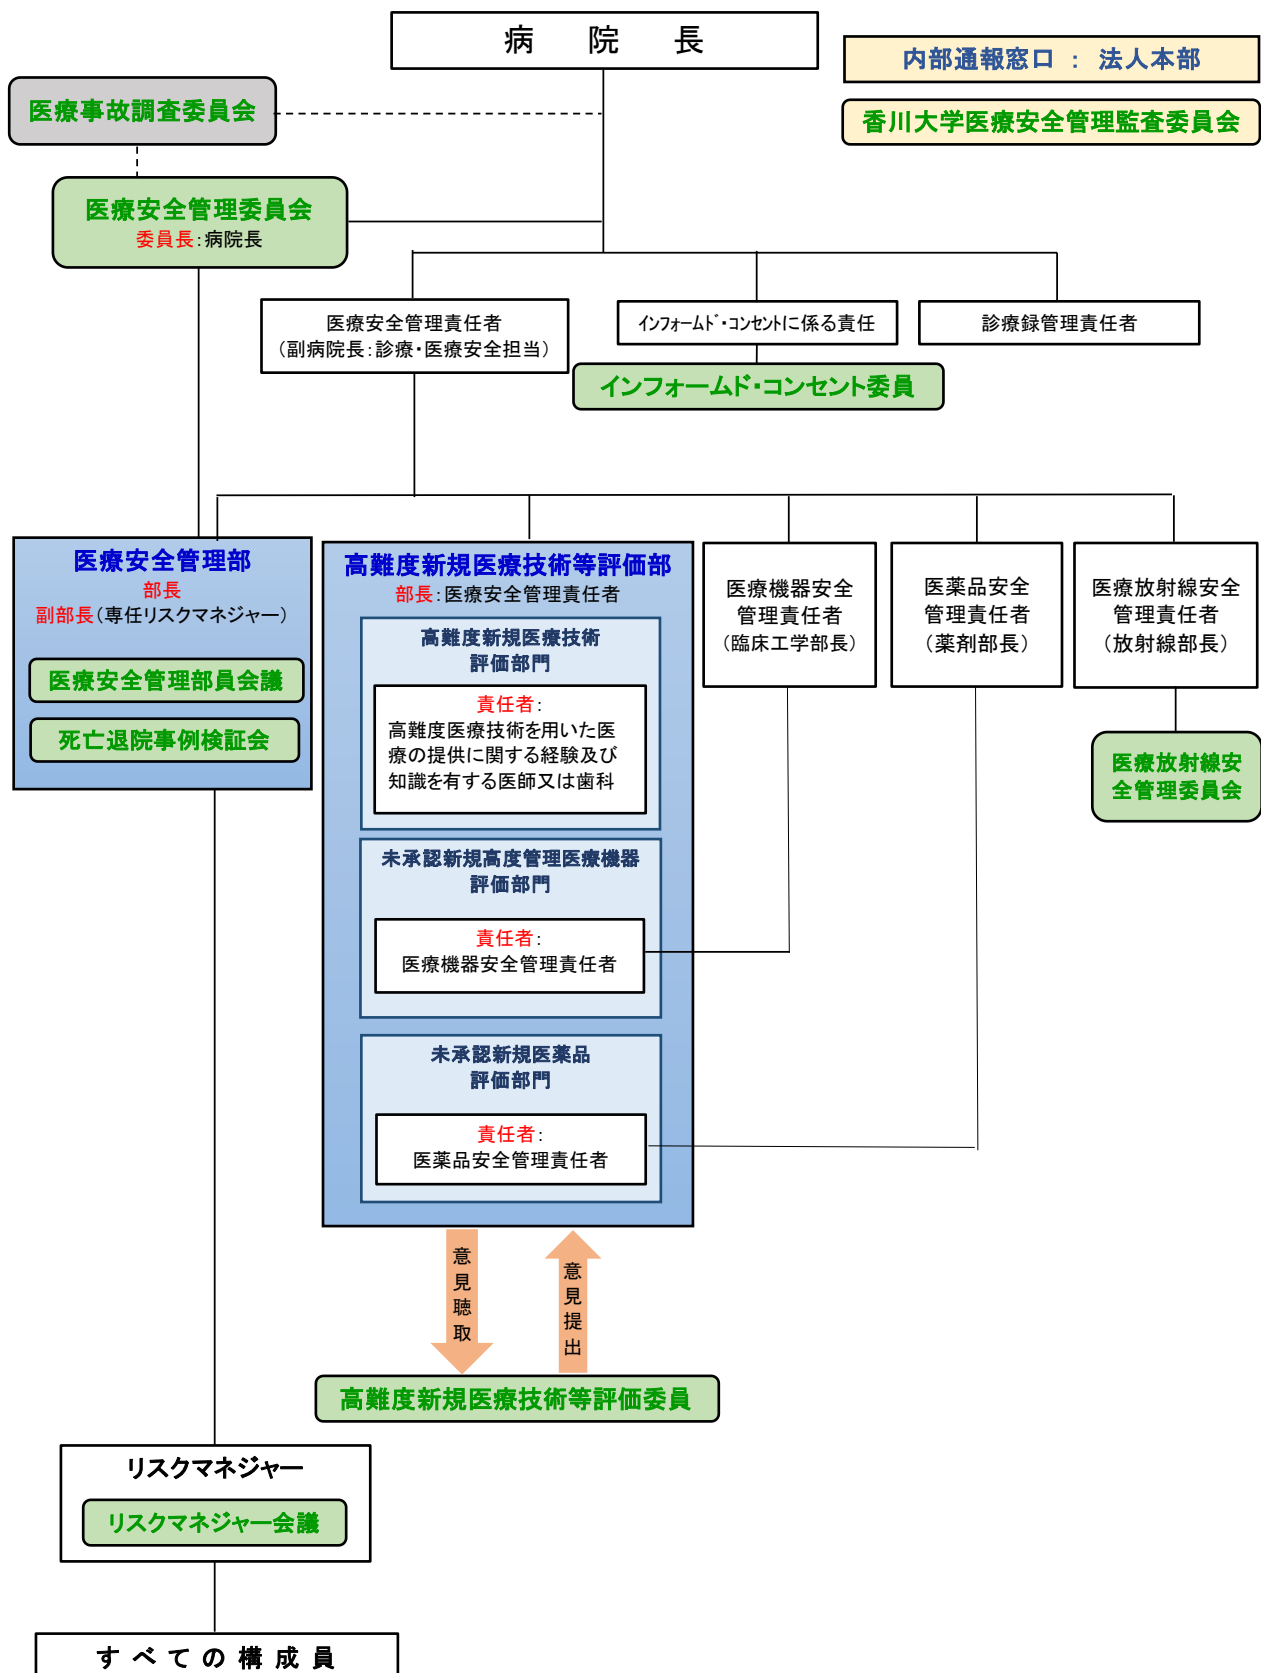 病院長
内部通報窓口 : 法人本部
医療事故調査委員会
香川大学医療安全管理監査委員会
医療安全管理委員会
委員長:病院長
医療安全管理責任者
(副病院長:診療・医療安全担当)
インフォームド・コンセントに係る責任
診療録管理責任者
インフォームド・コンセント委員
医療安全管理部
部長
副部長(専任リスクマネジャー)
医療安全管理部員会議
死亡退院事例検証会
高難度新規医療技術等評価部
部長:医療安全管理責任者
高難度新規医療技術
評価部門
責任者:
高難度医療技術を用いた医
療の提供に関する経験及び
知識を有する医師又は歯科
未承認新規高度管理医療機器
評価部門
責任者:
医療機器安全管理責任者
未承認新規医薬品
評価部門
責任者:
医薬品安全管理責任者
医療機器安全
管理責任者
(臨床工学部長)
医薬品安全
管理責任者
(薬剤部長)
医療放射線安全
管理責任者
(放射線部長)
医療放射線安
全管理委員会
意見聴取
意見提出
高難度新規医療技術等評価委員
リスクマネジャー
リスクマネジャー会議
すべての構成員